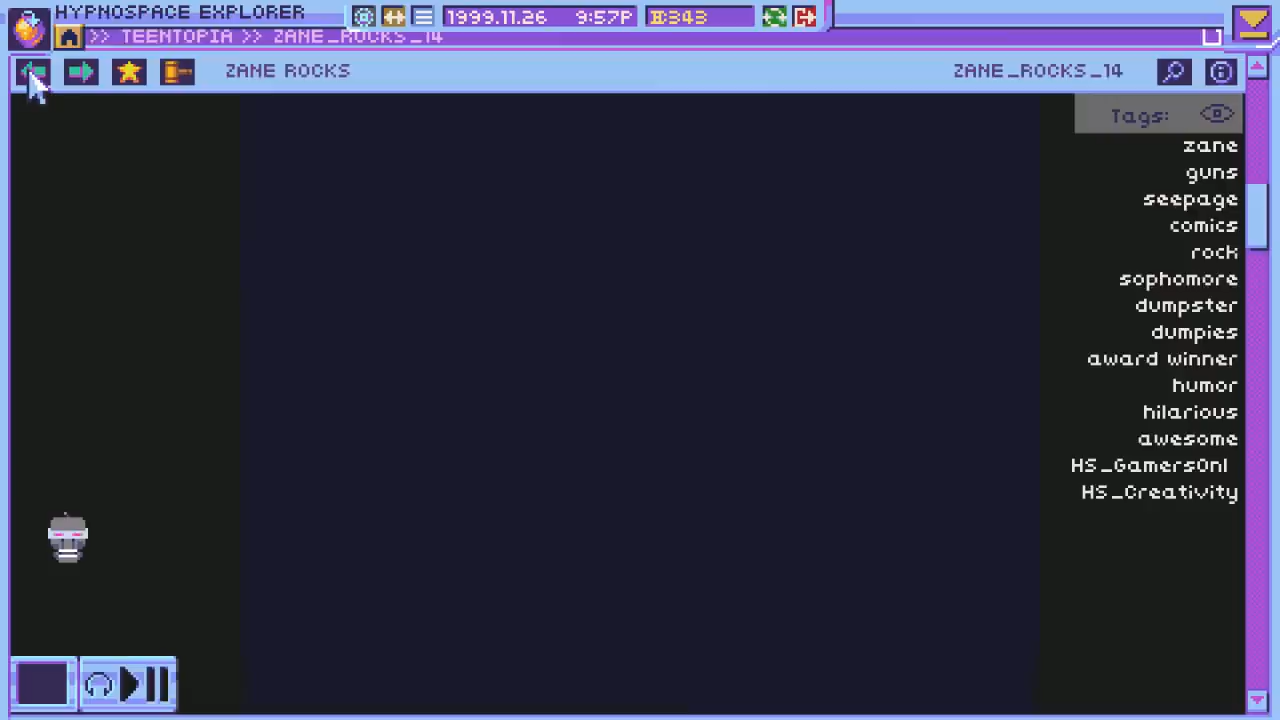 HYPNOSPACE EXPLORER
1999.11.26 9:57P
343
>> TEENTOPIA >> ZANE_ROCKS_14
ZANE ROCKS
ZANE_ROCKS_14
Tags:
zane
guns
seepage
comics
rock
sophomore
dumpster
dumpies
award winner
humor
hilarious
awesome
HS_GamersOnl
HS_Creativity